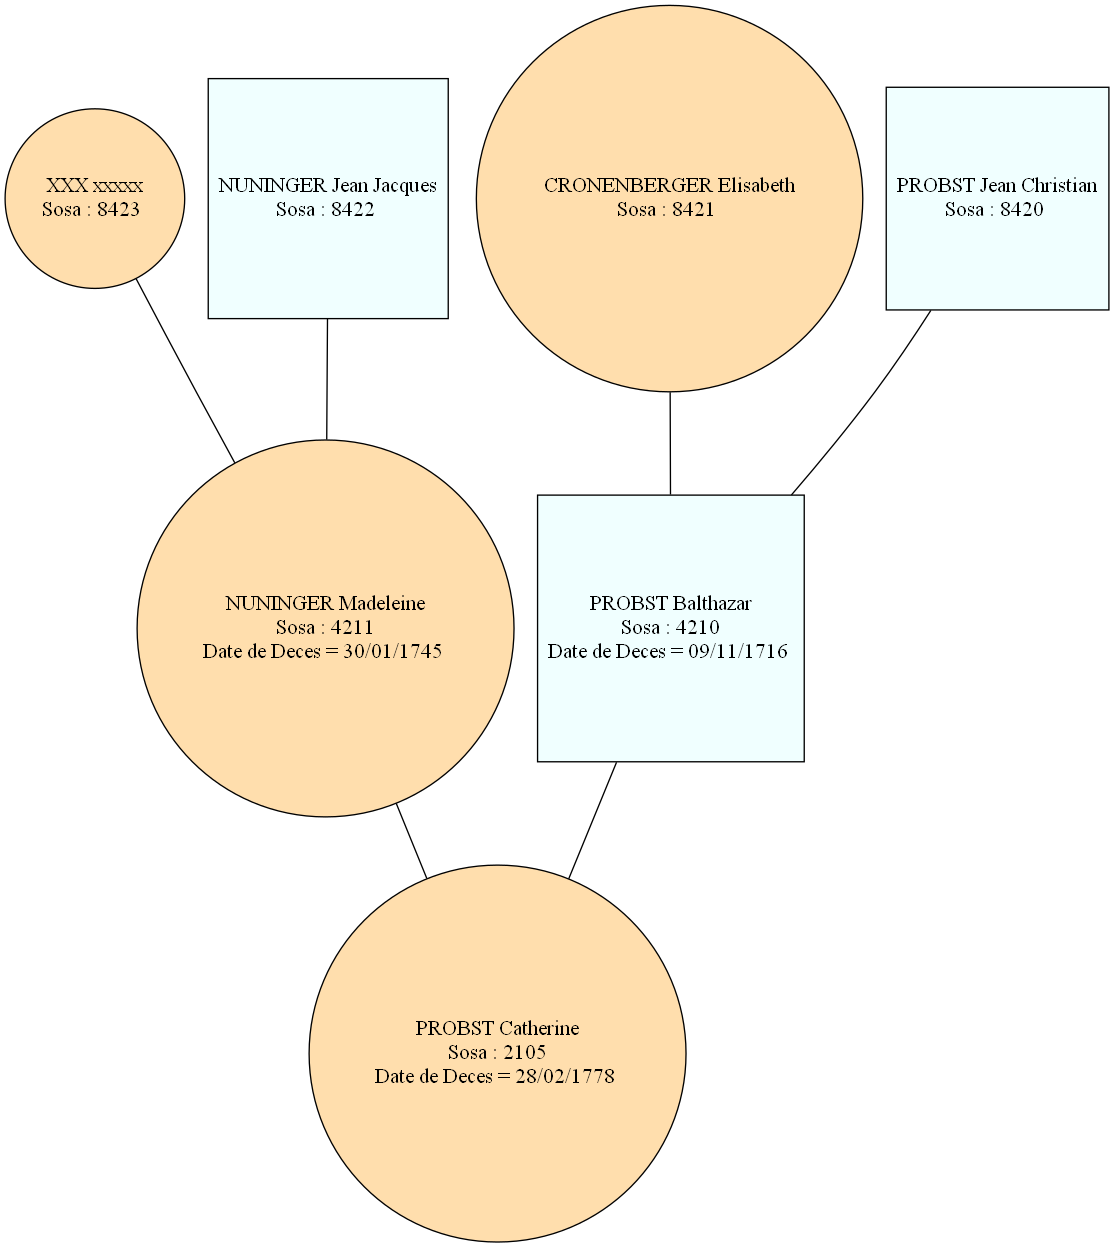 XXX xxxxx
Sosa : 8423
NUNINGER Jean Jacques
Sosa : 8422
CRONENBERGER Elisabeth
Sosa : 8421
PROBST Jean Christian
Sosa : 8420
NUNINGER Madeleine
Sosa : 4211
Date de Deces = 30/01/1745
PROBST Balthazar
Sosa : 4210
Date de Deces = 09/11/1716
PROBST Catherine
Sosa : 2105
Date de Deces = 28/02/1778